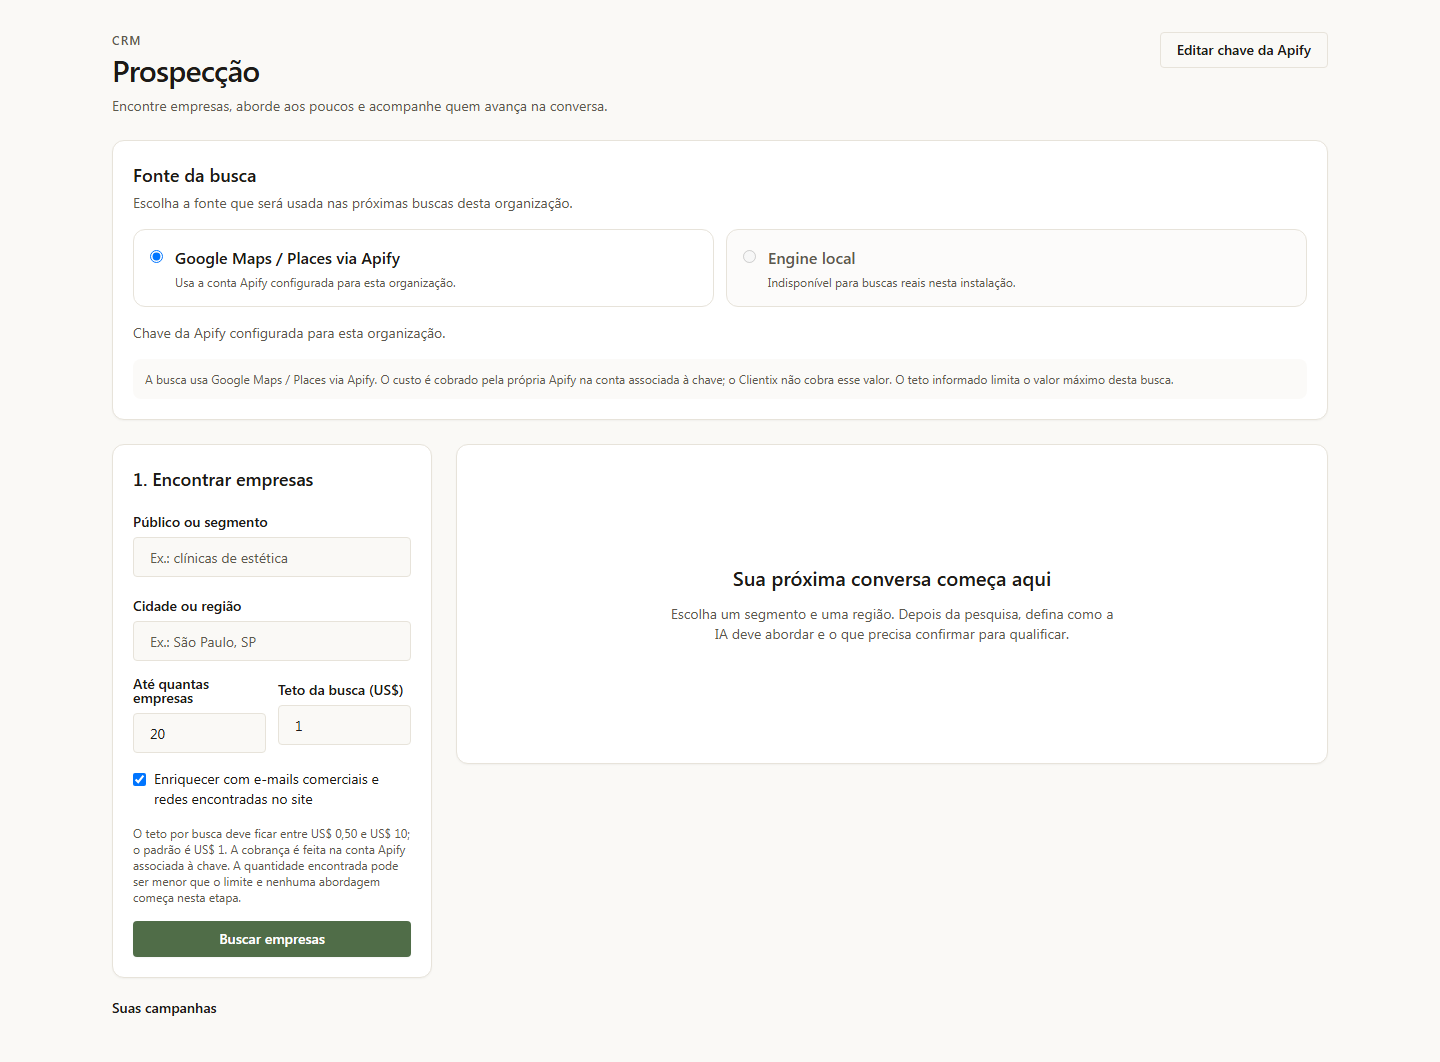 CRM
Prospecção
Encontre empresas, aborde aos poucos e acompanhe quem avança na conversa.
Editar chave da Apify
Fonte da busca
Escolha a fonte que será usada nas próximas buscas desta organização.
Google Maps / Places via Apify
Usa a conta Apify configurada para esta organização.
Engine local
Indisponível para buscas reais nesta instalação.
Chave da Apify configurada para esta organização.
A busca usa Google Maps / Places via Apify. O custo é cobrado pela própria Apify na conta associada à chave; o Clientix não cobra esse valor. O teto informado limita o valor máximo desta busca.
1. Encontrar empresas
Público ou segmento
Ex.: clínicas de estética
Cidade ou região
Ex.: São Paulo, SP
Até quantas
empresas
20
Teto da busca (US$)
1
Enriquecer com e-mails comerciais e
redes encontradas no site
O teto por busca deve ficar entre US$ 0,50 e US$ 10;
o padrão é US$ 1. A cobrança é feita na conta Apify
associada à chave. A quantidade encontrada pode
ser menor que o limite e nenhuma abordagem
começa nesta etapa.
Buscar empresas
Sua próxima conversa começa aqui
Escolha um segmento e uma região. Depois da pesquisa, defina como a
IA deve abordar e o que precisa confirmar para qualificar.
Suas campanhas